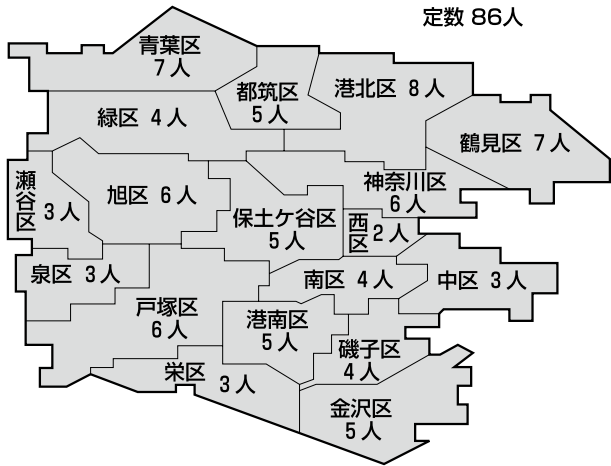 定数 86人
青葉区
7人
都筑区
5人
港北区 8人
緑区 4人
鶴見区 7人
瀬谷区
3人
旭区 6人
神奈川区
6人
保土ケ谷区
5人
西区
2人
泉区 3人
南区 4人
中区 3人
戸塚区
6人
港南区
5人
磯子区
4人
栄区
3人
金沢区
5人